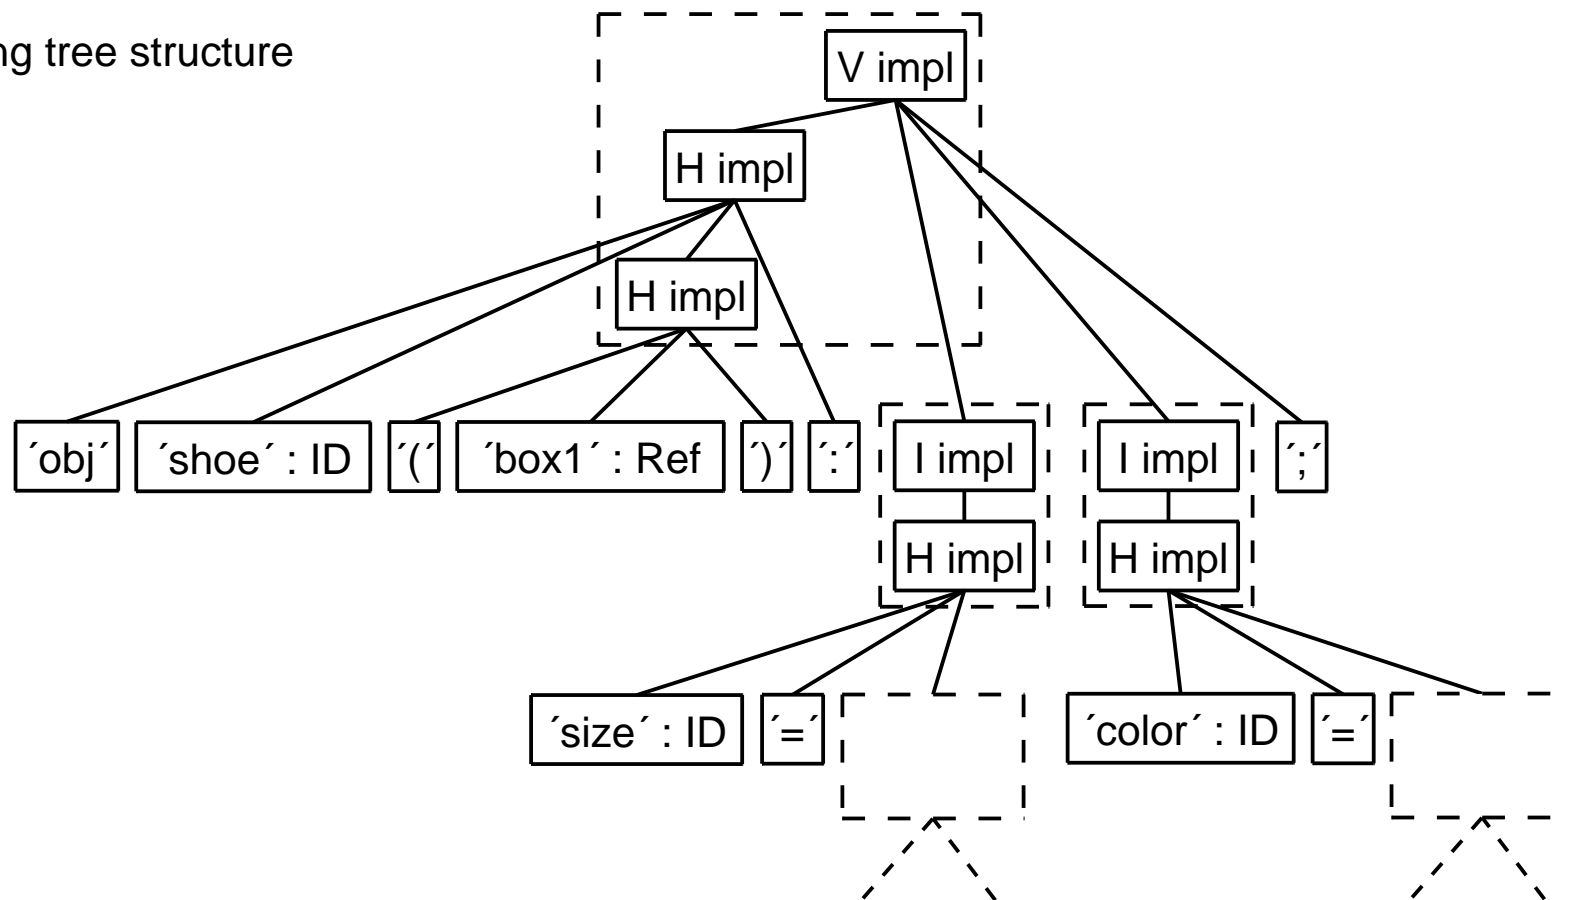 ng tree structure
V impl
H impl
H impl
´obj´ ´shoe´ : ID ´(´ ´box1´ : Ref ´)´ ´:´ I impl I impl ´;´
H impl H impl
´size´ : ID ´=´ ´color´ : ID ´=´